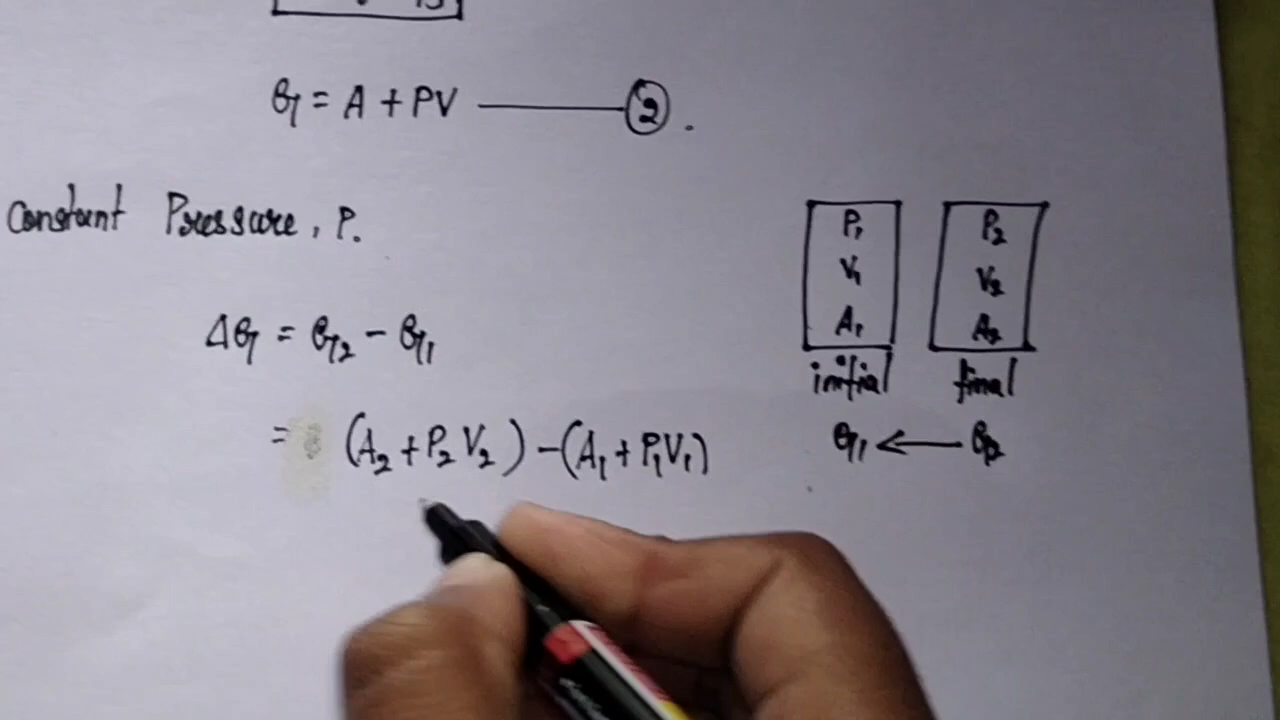 G = A + PV ——— ②.
Constant Pressure, P.
ΔG = G₂ - G₁
= (A₂ + P₂V₂) - (A₁ + P₁V₁)
P₁ P₂
V₁ V₂
A₁ A₂
initial final
G₁ ← G₂